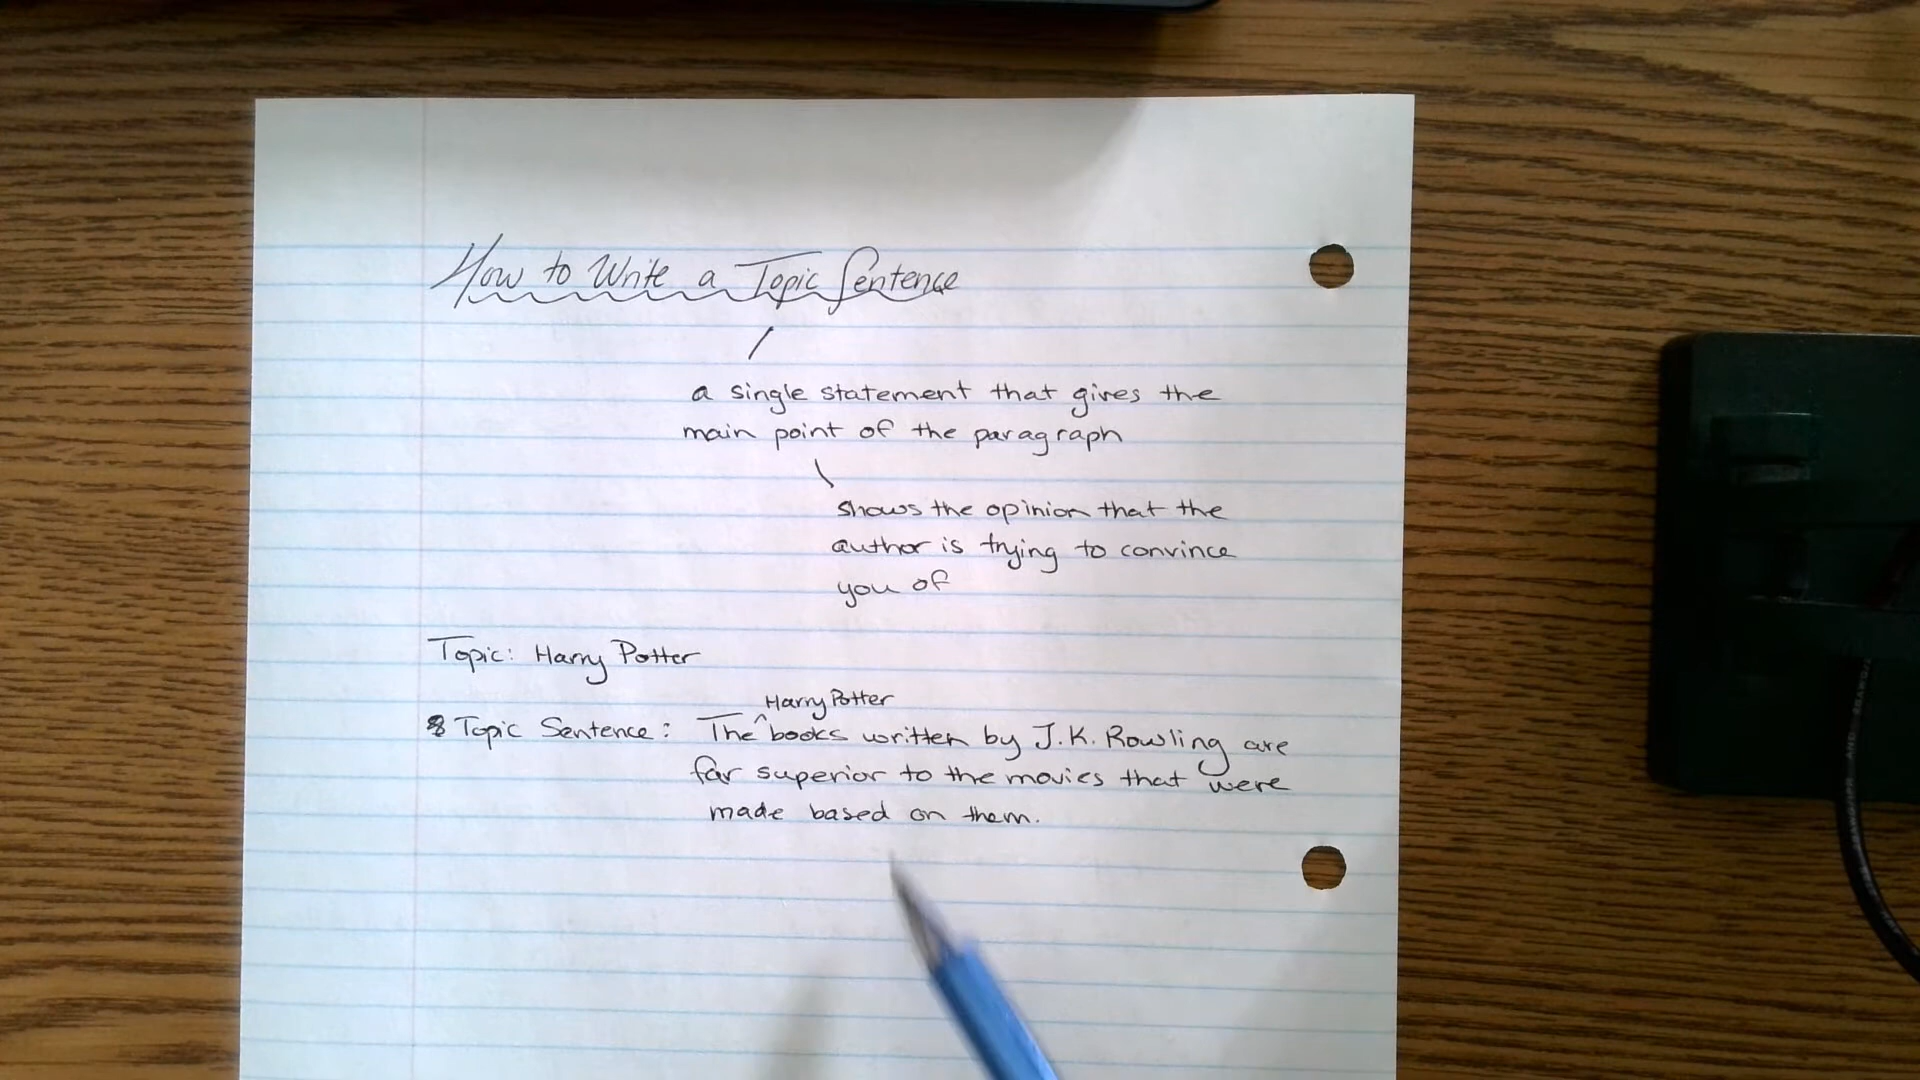 How to Write a Topic Sentence
a single statement that gives the
main point of the paragraph
shows the opinion that the
author is trying to convince
you of
Topic: Harry Potter
Harry Potter
Topic Sentence: The ^ books written by J.K. Rowling are
far superior to the movies that were
made based on them.